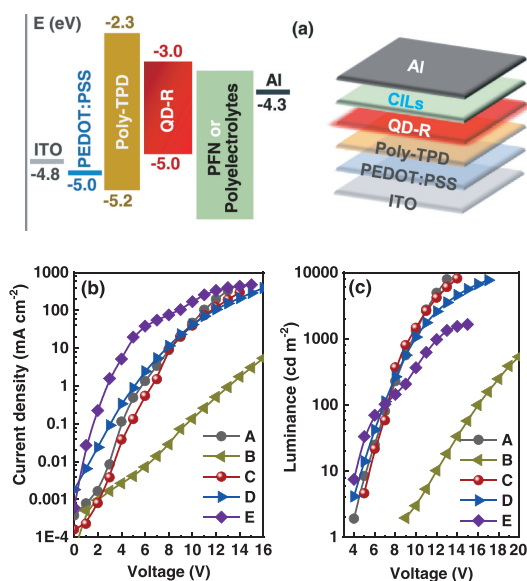 E (eV)
-2.3
-3.0
Al
-4.3
PEDOT:PSS
Poly-TPD
QD-R
PFN or
Polyelectrolytes
ITO
-4.8
-5.0
-5.0
-5.2
(a)
Al
CILs
QD-R
Poly-TPD
PEDOT:PSS
ITO
(b)
Current density (mA cm⁻²)
1000
100
10
1
0.1
0.01
0.001
1E-4
0 2 4 6 8 10 12 14 16
Voltage (V)
A
B
C
D
E
(c)
Luminance (cd m⁻²)
10000
1000
100
10
1
4 6 8 10 12 14 16 18 20
Voltage (V)
A
B
C
D
E